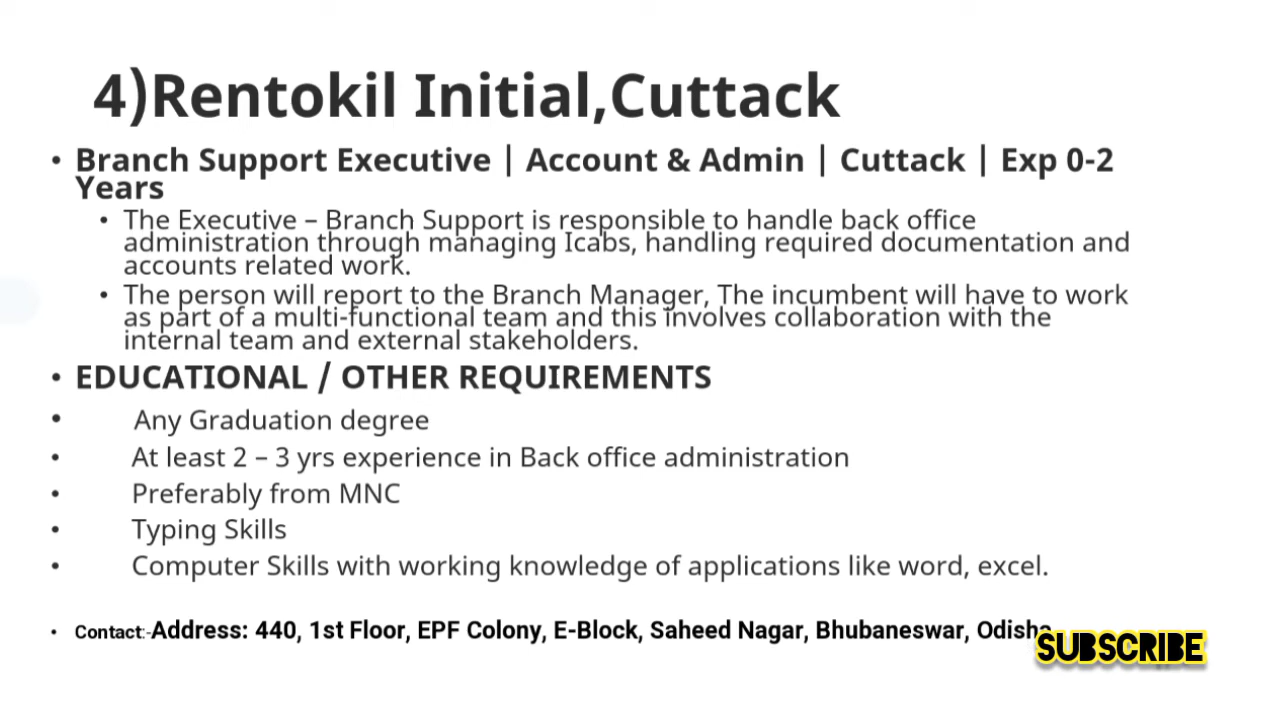 4)Rentokil Initial,Cuttack
• Branch Support Executive | Account & Admin | Cuttack | Exp 0-2
Years
• The Executive – Branch Support is responsible to handle back office
administration through managing Icabs, handling required documentation and
accounts related work.
• The person will report to the Branch Manager, The incumbent will have to work
as part of a multi-functional team and this involves collaboration with the
internal team and external stakeholders.
• EDUCATIONAL / OTHER REQUIREMENTS
• Any Graduation degree
• At least 2 – 3 yrs experience in Back office administration
• Preferably from MNC
• Typing Skills
• Computer Skills with working knowledge of applications like word, excel.
• Contact:-Address: 440, 1st Floor, EPF Colony, E-Block, Saheed Nagar, Bhubaneswar, Odisha
SUBSCRIBE